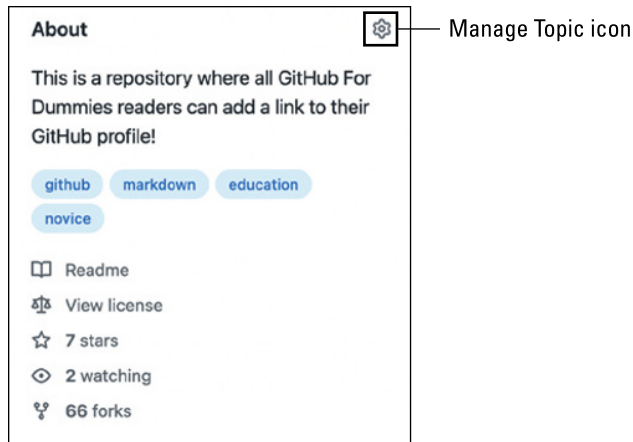 About
Manage Topic icon
This is a repository where all GitHub For
Dummies readers can add a link to their
GitHub profile!
github markdown education
novice
Readme
View license
7 stars
2 watching
66 forks